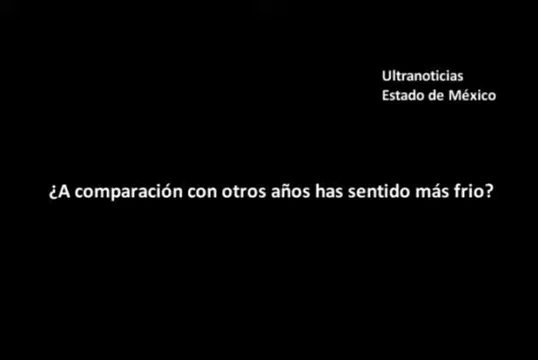 Ultranoticias
Estado de México
¿A comparación con otros años has sentido más frio?